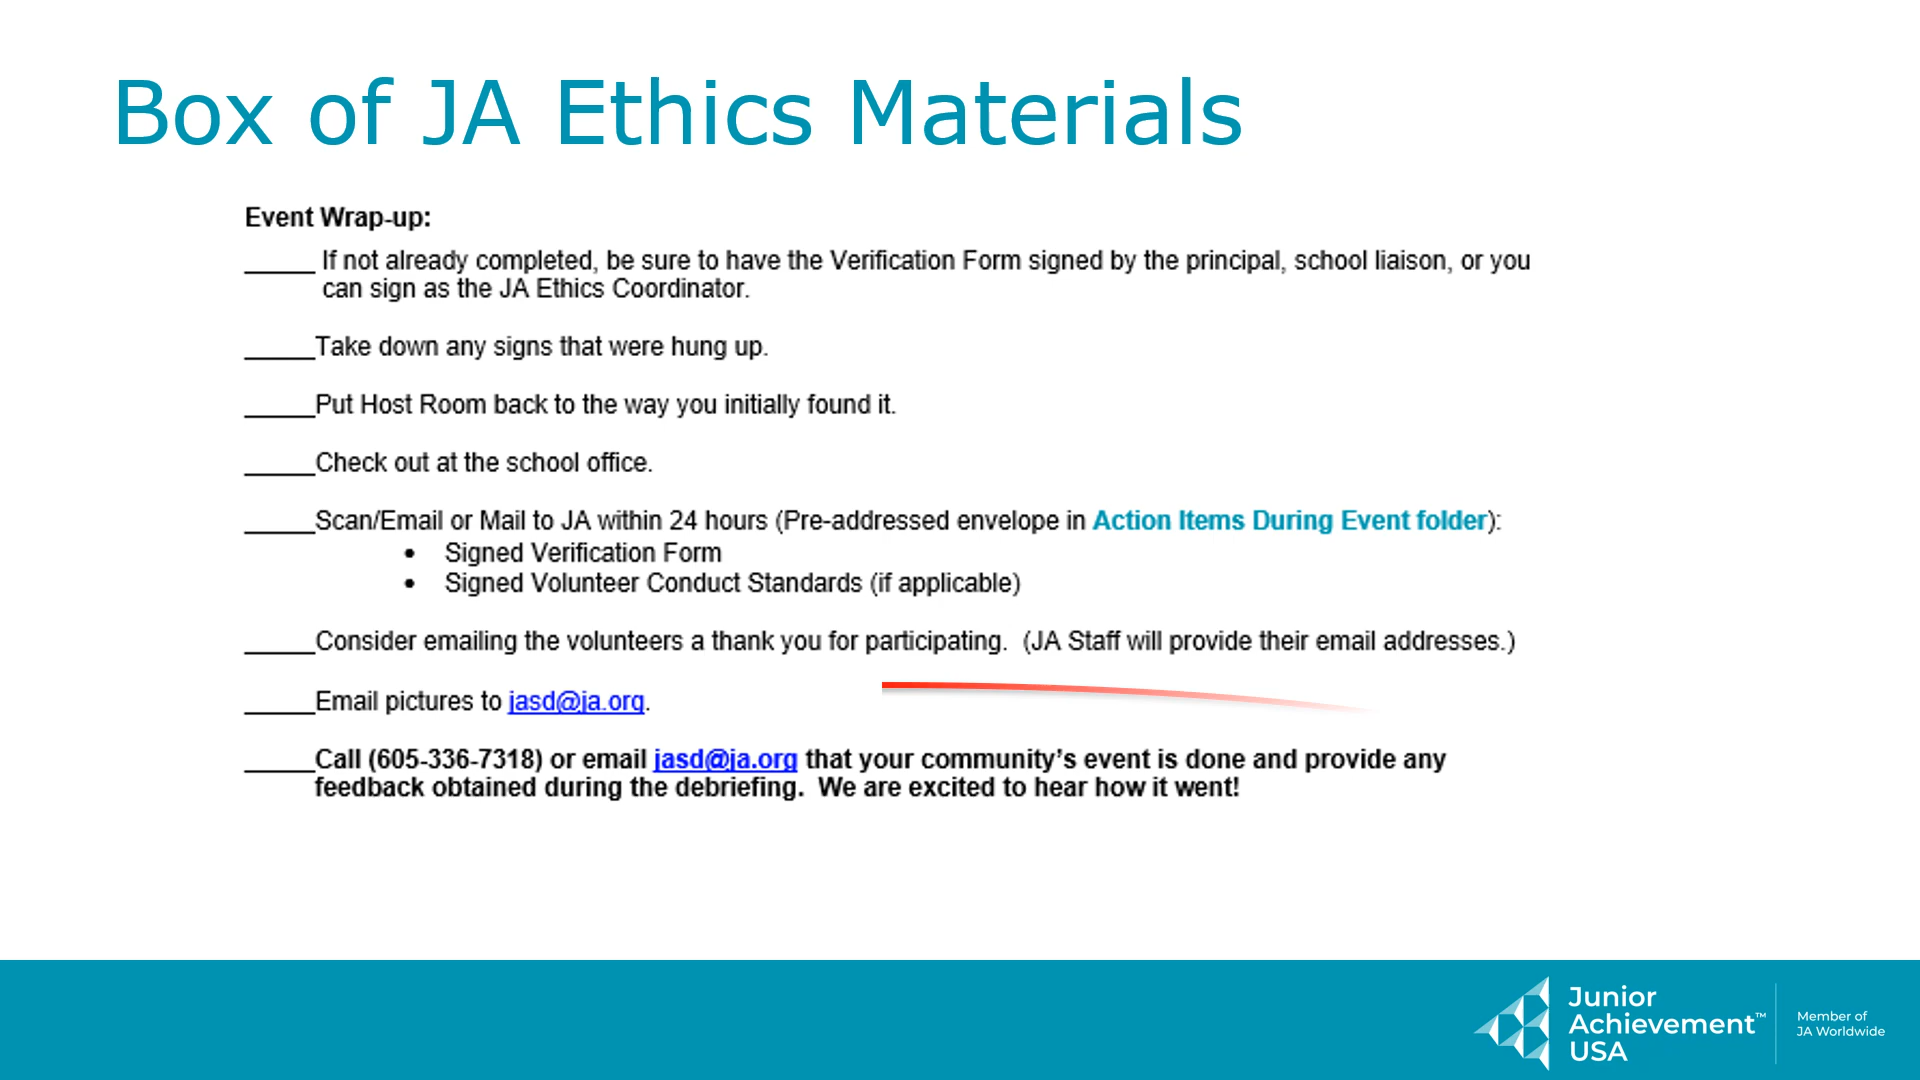 Box of JA Ethics Materials
Event Wrap-up:
_____ If not already completed, be sure to have the Verification Form signed by the principal, school liaison, or you
can sign as the JA Ethics Coordinator.
_____Take down any signs that were hung up.
_____Put Host Room back to the way you initially found it.
_____Check out at the school office.
_____Scan/Email or Mail to JA within 24 hours (Pre-addressed envelope in Action Items During Event folder):
• Signed Verification Form
• Signed Volunteer Conduct Standards (if applicable)
_____Consider emailing the volunteers a thank you for participating.  (JA Staff will provide their email addresses.)
_____Email pictures to jasd@ja.org.
_____Call (605-336-7318) or email jasd@ja.org that your community’s event is done and provide any
feedback obtained during the debriefing.  We are excited to hear how it went!
Junior
Achievement™
USA
Member of
JA Worldwide